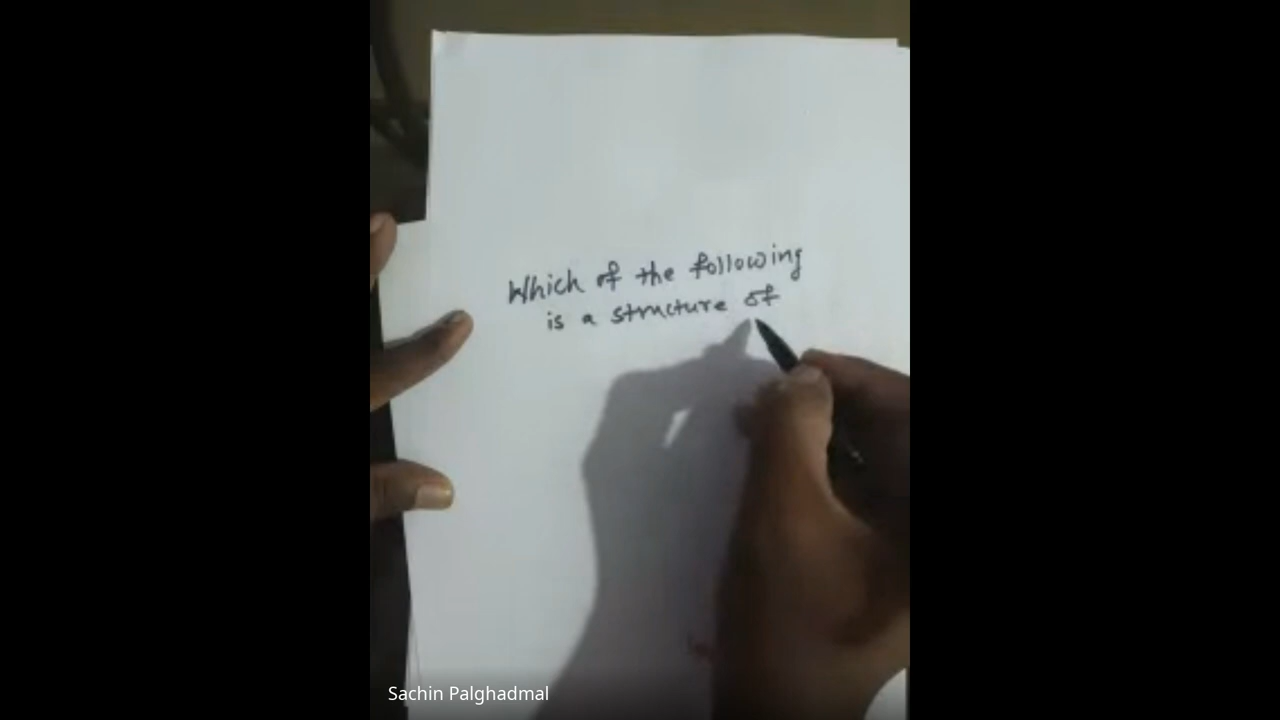 Which of the following
is a structure of
Sachin Palghadmal